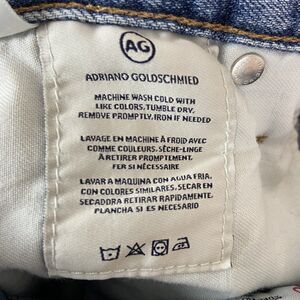 AG
ADRIANO GOLDSCHMIED
MACHINE WASH COLD WITH
LIKE COLORS, TUMBLE DRY,
REMOVE PROMPTLY, IRON IF NEEDED
LAVAGE EN MACHINE À FROID AVEC
COMME COULEURS. SÈCHE-LINGE
À RETIRER PROMPTEMENT,
FER SI NÉCESSAIRE
LAVAR A MAQUINA CON AGUA FRIA,
CON COLORES SIMILARES. SECAR EN
SECADORA RETIRAR RAPIDAMENTE.
PLANCHA SI ES NECESARIO